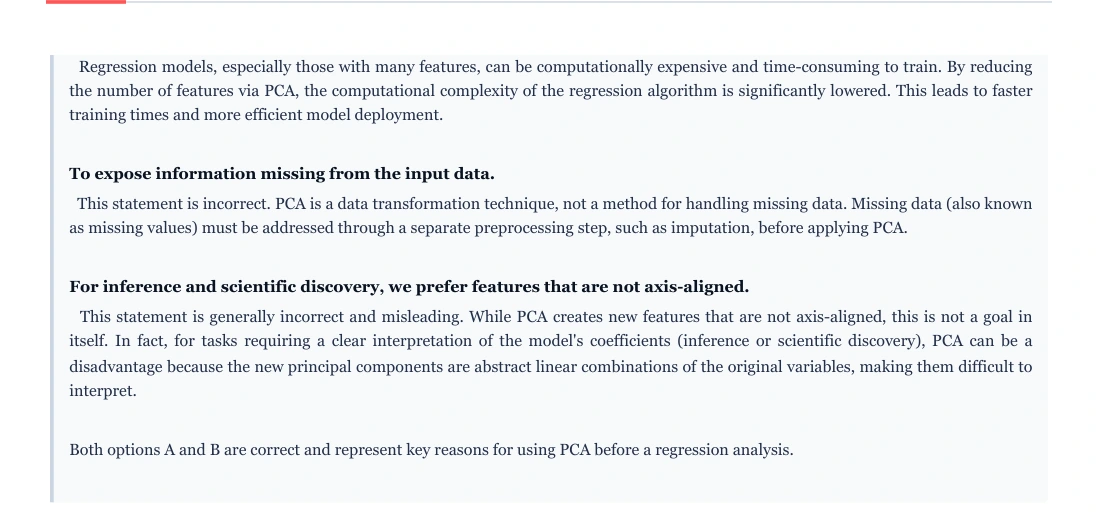 Regression models, especially those with many features, can be computationally expensive and time-consuming to train. By reducing
the number of features via PCA, the computational complexity of the regression algorithm is significantly lowered. This leads to faster
training times and more efficient model deployment.
To expose information missing from the input data.
This statement is incorrect. PCA is a data transformation technique, not a method for handling missing data. Missing data (also known
as missing values) must be addressed through a separate preprocessing step, such as imputation, before applying PCA.
For inference and scientific discovery, we prefer features that are not axis-aligned.
This statement is generally incorrect and misleading. While PCA creates new features that are not axis-aligned, this is not a goal in
itself. In fact, for tasks requiring a clear interpretation of the model's coefficients (inference or scientific discovery), PCA can be a
disadvantage because the new principal components are abstract linear combinations of the original variables, making them difficult to
interpret.
Both options A and B are correct and represent key reasons for using PCA before a regression analysis.